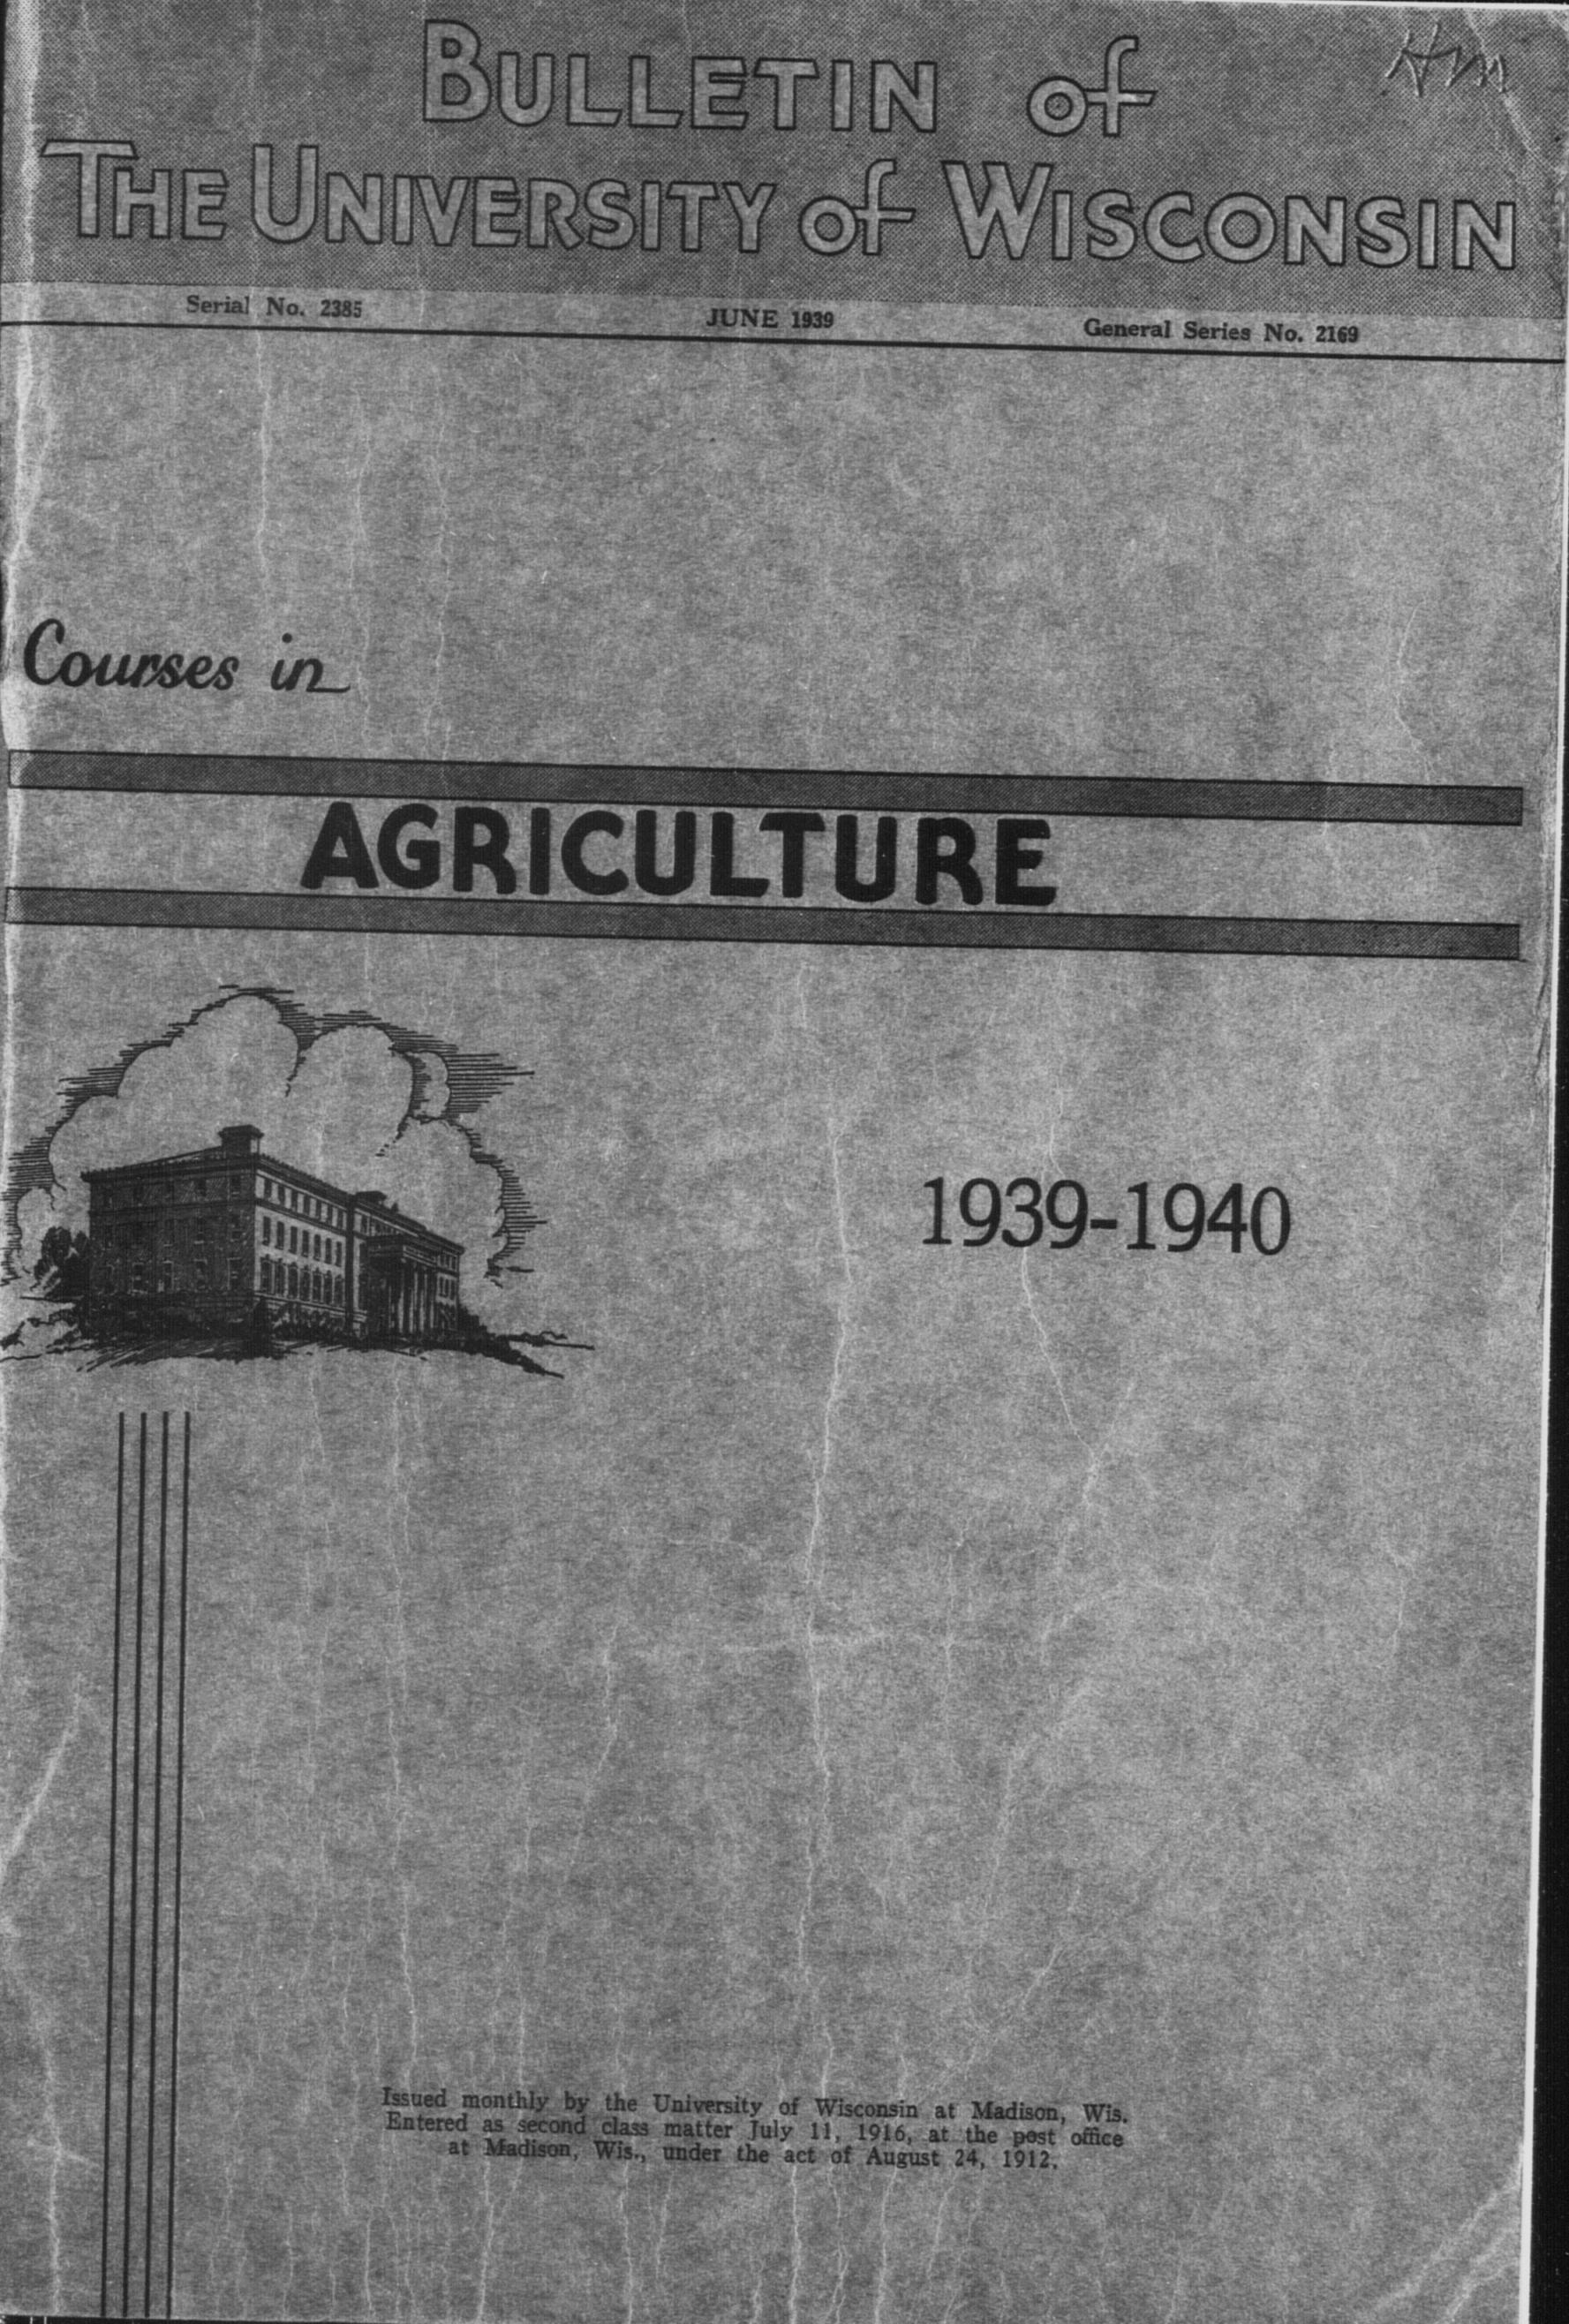 BULLETIN of
THE UNIVERSITY of WISCONSIN
Serial No. 2385 JUNE 1939 General Series No. 2169
Courses in
AGRICULTURE
1939-1940
Issued monthly by the University of Wisconsin at Madison, Wis.
Entered as second class matter July 11, 1916, at the post office
at Madison, Wis., under the act of August 24, 1912.